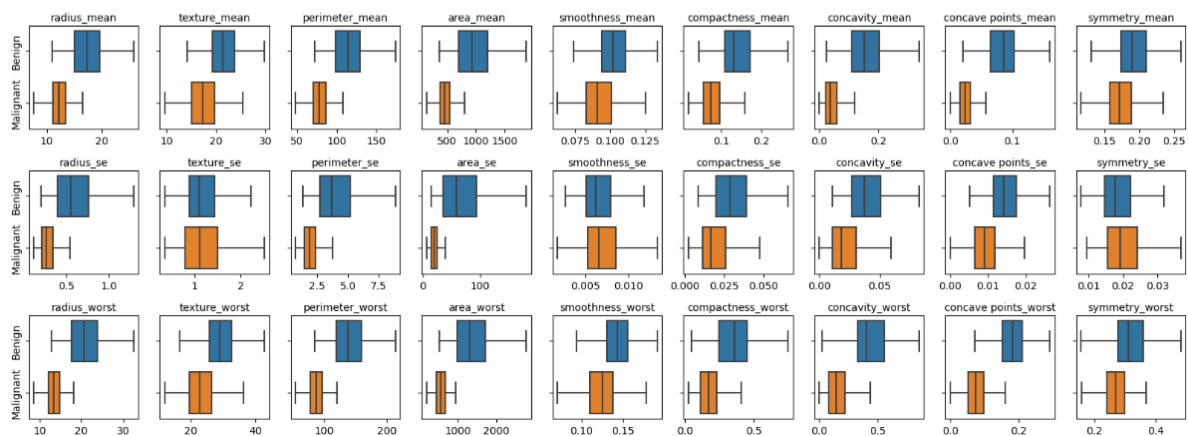 radius_mean texture_mean perimeter_mean area_mean smoothness_mean compactness_mean concavity_mean concave points_mean symmetry_mean
Benign
Malignant
10 20 10 20 30 50 100 150 500 1000 1500 0.075 0.100 0.125 0.1 0.2 0.0 0.2 0.0 0.1 0.15 0.20 0.25
radius_se texture_se perimeter_se area_se smoothness_se compactness_se concavity_se concave points_se symmetry_se
Benign
Malignant
0.5 1.0 1 2 2.5 5.0 7.5 0 100 0.005 0.010 0.000 0.025 0.050 0.00 0.05 0.00 0.01 0.02 0.01 0.02 0.03
radius_worst texture_worst perimeter_worst area_worst smoothness_worst compactness_worst concavity_worst concave points_worst symmetry_worst
Benign
Malignant
10 20 30 20 40 100 200 1000 2000 0.10 0.15 0.0 0.5 0.0 0.5 0.0 0.2 0.2 0.4